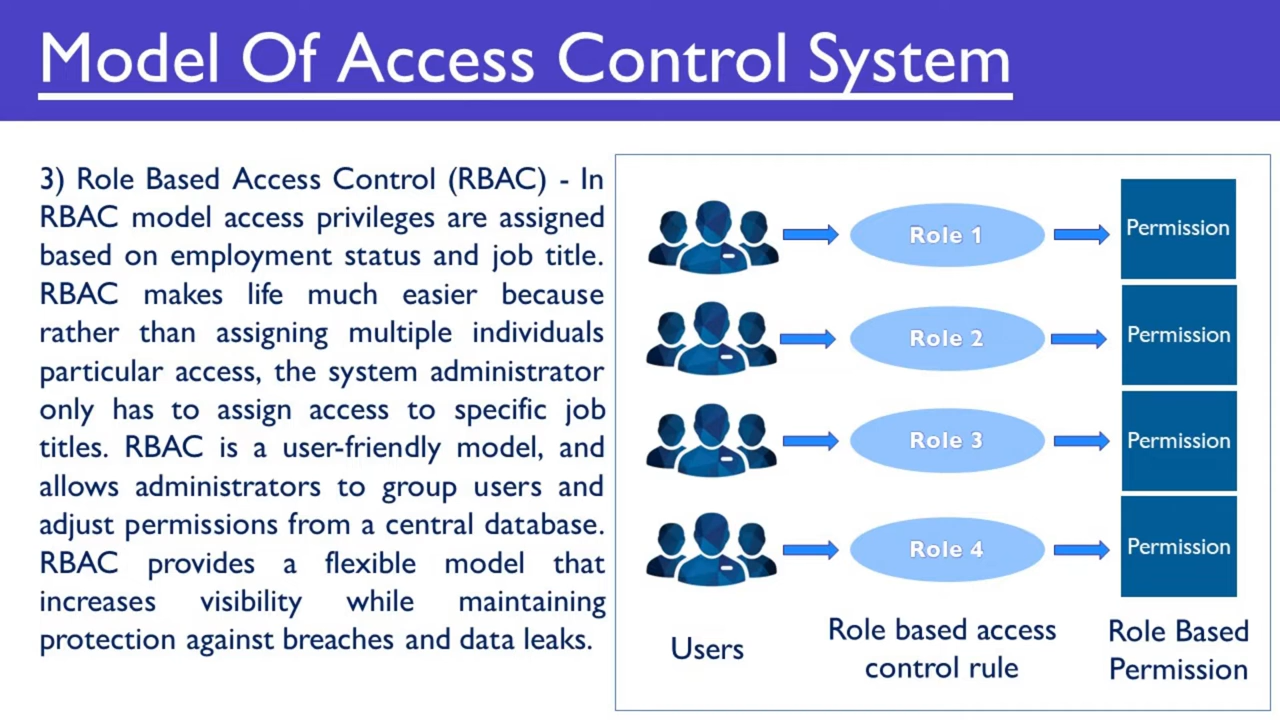 Model Of Access Control System
3) Role Based Access Control (RBAC) - In
RBAC model access privileges are assigned
based on employment status and job title.
RBAC makes life much easier because
rather than assigning multiple individuals
particular access, the system administrator
only has to assign access to specific job
titles. RBAC is a user-friendly model, and
allows administrators to group users and
adjust permissions from a central database.
RBAC provides a flexible model that
increases visibility while maintaining
protection against breaches and data leaks.
Role 1
Permission
Role 2
Permission
Role 3
Permission
Role 4
Permission
Users
Role based access
control rule
Role Based
Permission